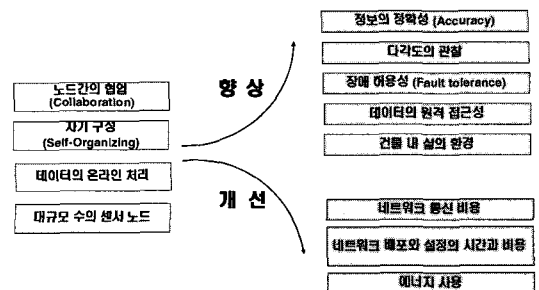 노드간의 협업
(Collaboration)
자기 구성
(Self-Organizing)
데이터의 온라인 처리
대규모 수의 센서 노드
향 상
개 선
정보의 정확성 (Accuracy)
다각도의 관찰
장애 허용성 (Fault tolerance)
데이터의 원격 접근성
건물 내 삶의 환경
네트워크 통신 비용
네트워크 배포와 설정의 시간과 비용
에너지 사용